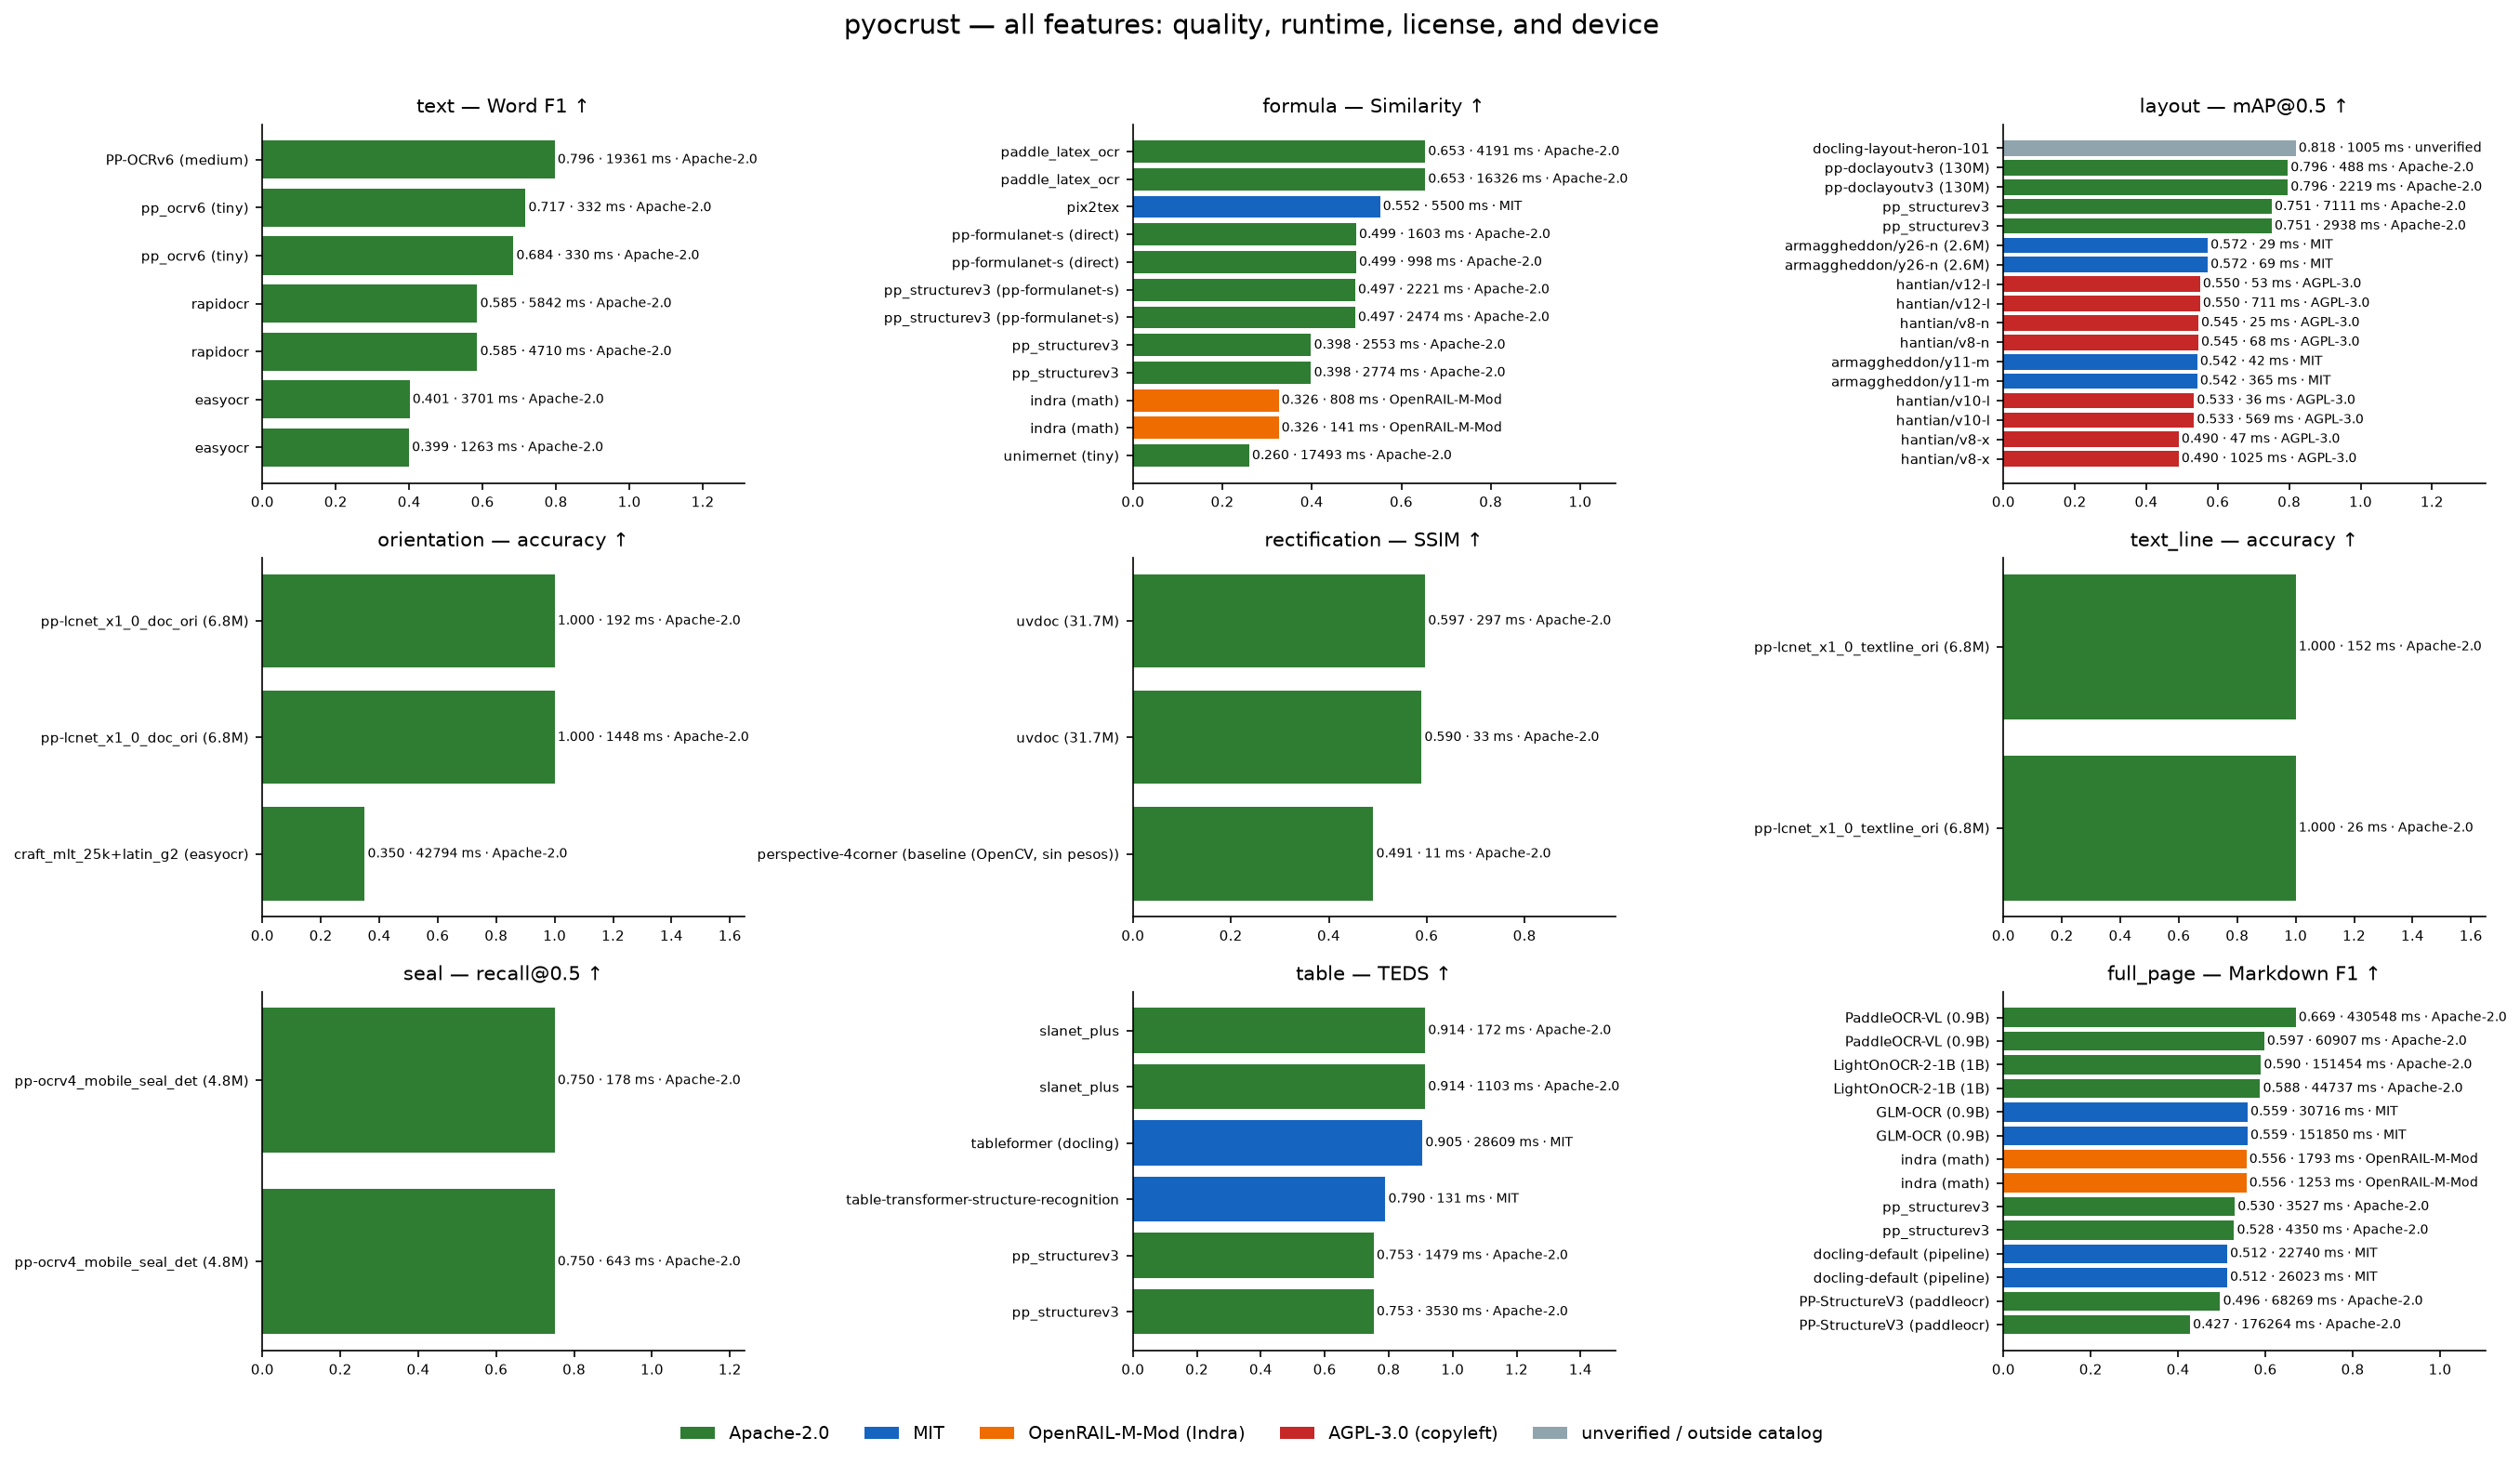 pyocrust — all features: quality, runtime, license, and device
text — Word F1 ↑
PP-OCRv6 (medium) 0.796 · 19361 ms · Apache-2.0
pp_ocrv6 (tiny) 0.717 · 332 ms · Apache-2.0
pp_ocrv6 (tiny) 0.684 · 330 ms · Apache-2.0
rapidocr 0.585 · 5842 ms · Apache-2.0
rapidocr 0.585 · 4710 ms · Apache-2.0
easyocr 0.401 · 3701 ms · Apache-2.0
easyocr 0.399 · 1263 ms · Apache-2.0
0.0 0.2 0.4 0.6 0.8 1.0 1.2
formula — Similarity ↑
paddle_latex_ocr 0.653 · 4191 ms · Apache-2.0
paddle_latex_ocr 0.653 · 16326 ms · Apache-2.0
pix2tex 0.552 · 5500 ms · MIT
pp-formulanet-s (direct) 0.499 · 1603 ms · Apache-2.0
pp-formulanet-s (direct) 0.499 · 998 ms · Apache-2.0
pp_structurev3 (pp-formulanet-s) 0.497 · 2221 ms · Apache-2.0
pp_structurev3 (pp-formulanet-s) 0.497 · 2474 ms · Apache-2.0
pp_structurev3 0.398 · 2553 ms · Apache-2.0
pp_structurev3 0.398 · 2774 ms · Apache-2.0
indra (math) 0.326 · 808 ms · OpenRAIL-M-Mod
indra (math) 0.326 · 141 ms · OpenRAIL-M-Mod
unimernet (tiny) 0.260 · 17493 ms · Apache-2.0
0.0 0.2 0.4 0.6 0.8 1.0
layout — mAP@0.5 ↑
docling-layout-heron-101 0.818 · 1005 ms · unverified
pp-doclayoutv3 (130M) 0.796 · 488 ms · Apache-2.0
pp-doclayoutv3 (130M) 0.796 · 2219 ms · Apache-2.0
pp_structurev3 0.751 · 7111 ms · Apache-2.0
pp_structurev3 0.751 · 2938 ms · Apache-2.0
armaggheddon/y26-n (2.6M) 0.572 · 29 ms · MIT
armaggheddon/y26-n (2.6M) 0.572 · 69 ms · MIT
hantian/v12-l 0.550 · 53 ms · AGPL-3.0
hantian/v12-l 0.550 · 711 ms · AGPL-3.0
hantian/v8-n 0.545 · 25 ms · AGPL-3.0
hantian/v8-n 0.545 · 68 ms · AGPL-3.0
armaggheddon/y11-m 0.542 · 42 ms · MIT
armaggheddon/y11-m 0.542 · 365 ms · MIT
hantian/v10-l 0.533 · 36 ms · AGPL-3.0
hantian/v10-l 0.533 · 569 ms · AGPL-3.0
hantian/v8-x 0.490 · 47 ms · AGPL-3.0
hantian/v8-x 0.490 · 1025 ms · AGPL-3.0
0.0 0.2 0.4 0.6 0.8 1.0 1.2
orientation — accuracy ↑
pp-lcnet_x1_0_doc_ori (6.8M) 1.000 · 192 ms · Apache-2.0
pp-lcnet_x1_0_doc_ori (6.8M) 1.000 · 1448 ms · Apache-2.0
craft_mlt_25k+latin_g2 (easyocr) 0.350 · 42794 ms · Apache-2.0
0.0 0.2 0.4 0.6 0.8 1.0 1.2 1.4 1.6
rectification — SSIM ↑
uvdoc (31.7M) 0.597 · 297 ms · Apache-2.0
uvdoc (31.7M) 0.590 · 33 ms · Apache-2.0
perspective-4corner (baseline (OpenCV, sin pesos)) 0.491 · 11 ms · Apache-2.0
0.0 0.2 0.4 0.6 0.8
text_line — accuracy ↑
pp-lcnet_x1_0_textline_ori (6.8M) 1.000 · 152 ms · Apache-2.0
pp-lcnet_x1_0_textline_ori (6.8M) 1.000 · 26 ms · Apache-2.0
0.0 0.2 0.4 0.6 0.8 1.0 1.2 1.4 1.6
seal — recall@0.5 ↑
pp-ocrv4_mobile_seal_det (4.8M) 0.750 · 178 ms · Apache-2.0
pp-ocrv4_mobile_seal_det (4.8M) 0.750 · 643 ms · Apache-2.0
0.0 0.2 0.4 0.6 0.8 1.0 1.2
table — TEDS ↑
slanet_plus 0.914 · 172 ms · Apache-2.0
slanet_plus 0.914 · 1103 ms · Apache-2.0
tableformer (docling) 0.905 · 28609 ms · MIT
table-transformer-structure-recognition 0.790 · 131 ms · MIT
pp_structurev3 0.753 · 1479 ms · Apache-2.0
pp_structurev3 0.753 · 3530 ms · Apache-2.0
0.0 0.2 0.4 0.6 0.8 1.0 1.2 1.4
full_page — Markdown F1 ↑
PaddleOCR-VL (0.9B) 0.669 · 430548 ms · Apache-2.0
PaddleOCR-VL (0.9B) 0.597 · 60907 ms · Apache-2.0
LightOnOCR-2-1B (1B) 0.590 · 151454 ms · Apache-2.0
LightOnOCR-2-1B (1B) 0.588 · 44737 ms · Apache-2.0
GLM-OCR (0.9B) 0.559 · 30716 ms · MIT
GLM-OCR (0.9B) 0.559 · 151850 ms · MIT
indra (math) 0.556 · 1793 ms · OpenRAIL-M-Mod
indra (math) 0.556 · 1253 ms · OpenRAIL-M-Mod
pp_structurev3 0.530 · 3527 ms · Apache-2.0
pp_structurev3 0.528 · 4350 ms · Apache-2.0
docling-default (pipeline) 0.512 · 22740 ms · MIT
docling-default (pipeline) 0.512 · 26023 ms · MIT
PP-StructureV3 (paddleocr) 0.496 · 68269 ms · Apache-2.0
PP-StructureV3 (paddleocr) 0.427 · 176264 ms · Apache-2.0
0.0 0.2 0.4 0.6 0.8 1.0
Apache-2.0 MIT OpenRAIL-M-Mod (Indra) AGPL-3.0 (copyleft) unverified / outside catalog